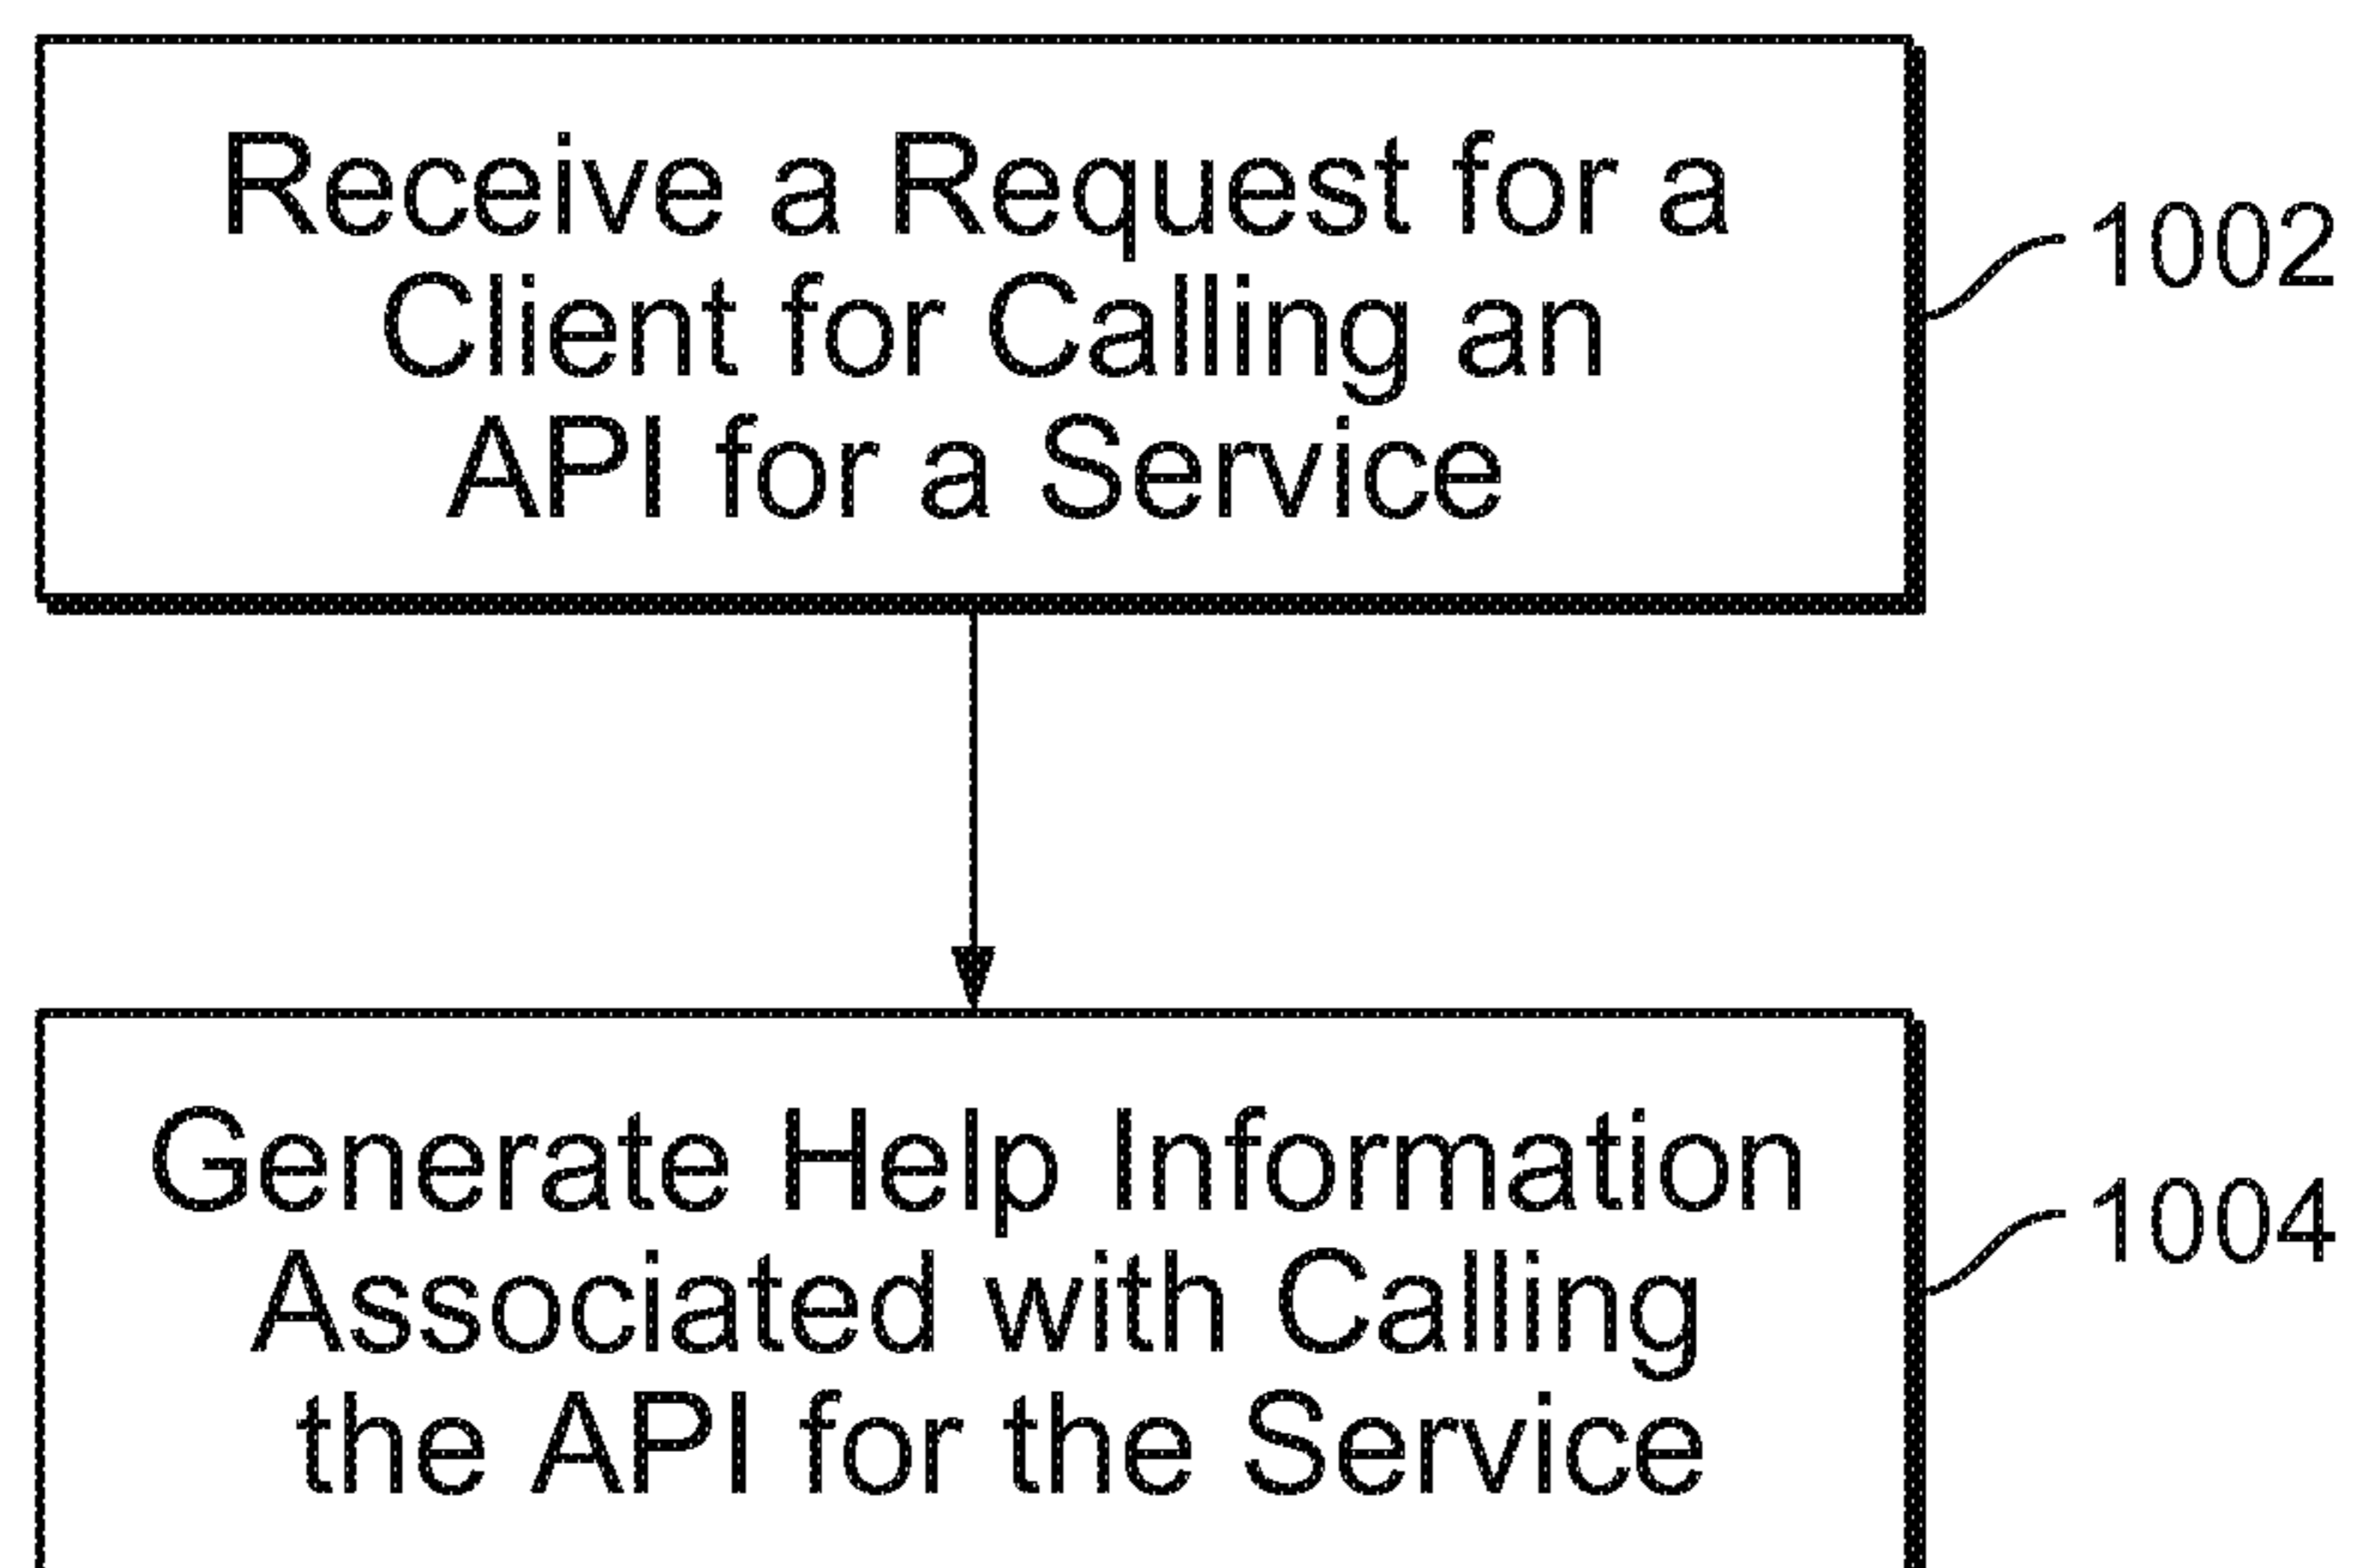 Receive a Request for a
Client for Calling an
API for a Service
1002
Generate Help Information
Associated with Calling
the API for the Service
1004